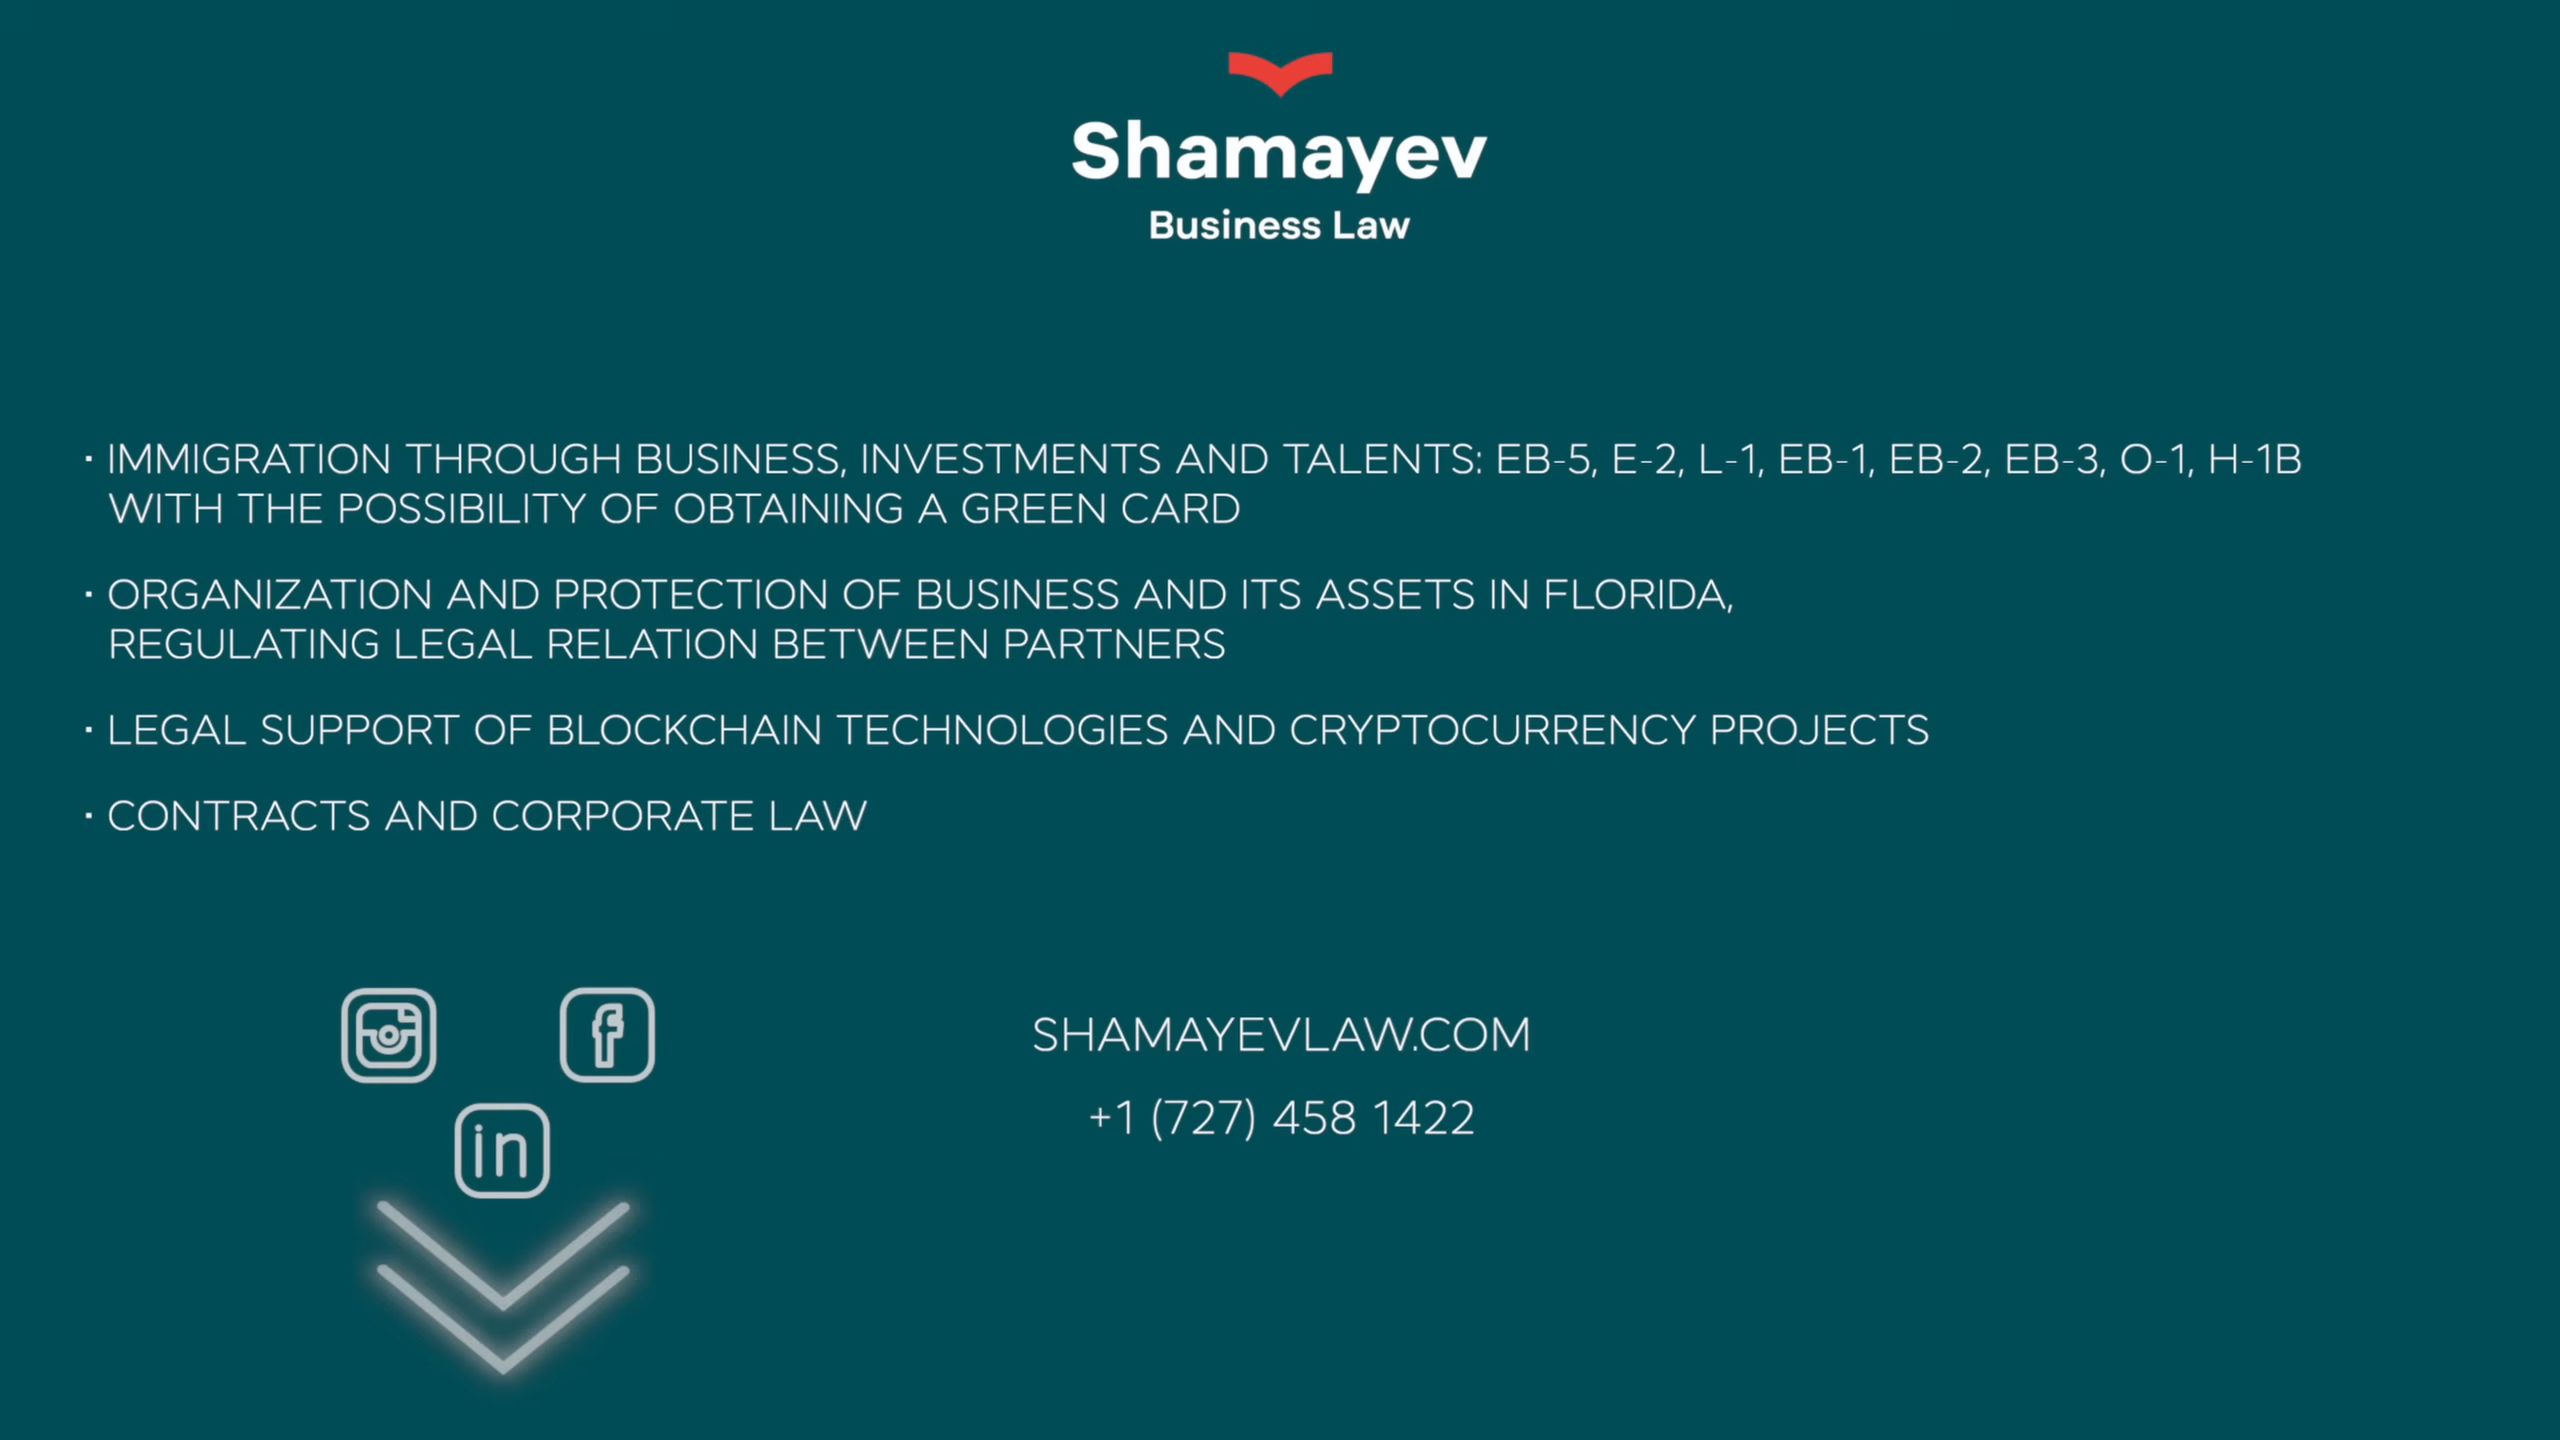 Shamayev
Business Law
· IMMIGRATION THROUGH BUSINESS, INVESTMENTS AND TALENTS: EB-5, E-2, L-1, EB-1, EB-2, EB-3, O-1, H-1B
WITH THE POSSIBILITY OF OBTAINING A GREEN CARD
· ORGANIZATION AND PROTECTION OF BUSINESS AND ITS ASSETS IN FLORIDA,
REGULATING LEGAL RELATION BETWEEN PARTNERS
· LEGAL SUPPORT OF BLOCKCHAIN TECHNOLOGIES AND CRYPTOCURRENCY PROJECTS
· CONTRACTS AND CORPORATE LAW
f
in
SHAMAYEVLAW.COM
+1 (727) 458 1422